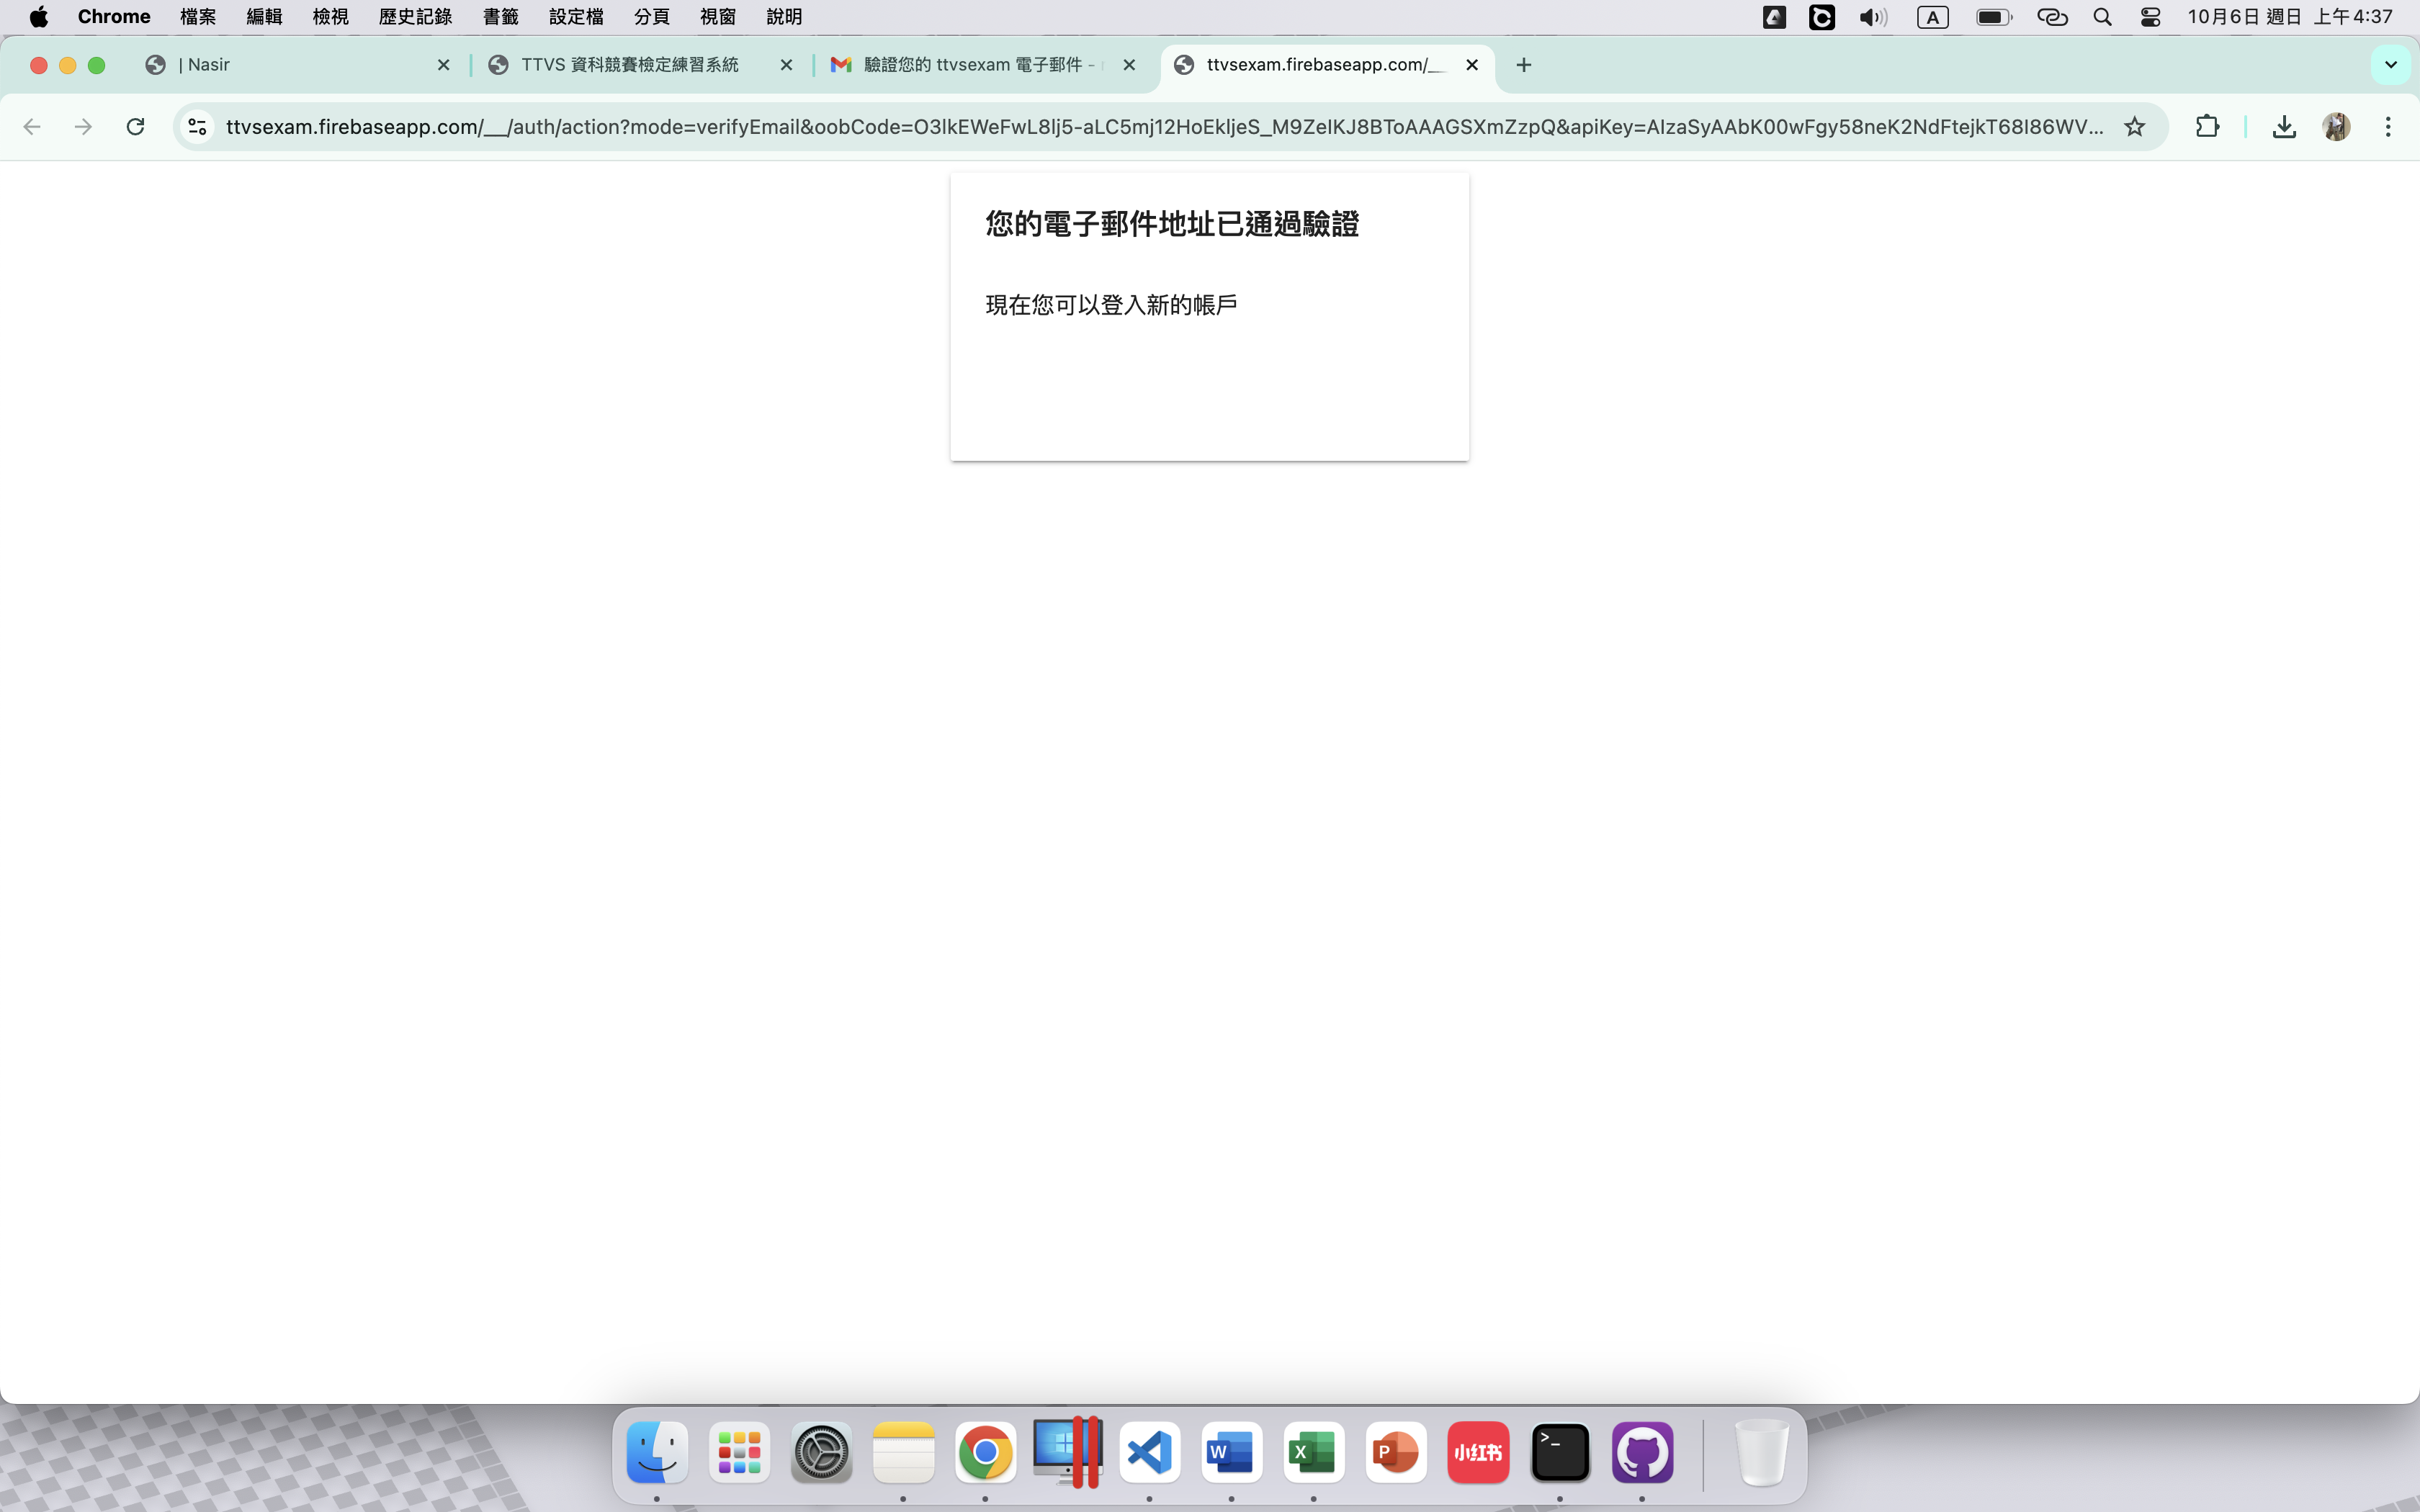 Chrome 檔案 編輯 檢視 歷史記錄 書籤 設定檔 分頁 視窗 說明 A 10月6日 週日 上午4:37
| Nasir TTVS 資科競賽檢定練習系統 驗證您的 ttvsexam 電子郵件 - ttvsexam.firebaseapp.com/__
ttvsexam.firebaseapp.com/__/auth/action?mode=verifyEmail&oobCode=O3lkEWeFwL8lj5-aLC5mj12HoEkljeS_M9ZeIKJ8BToAAAGSXmZzpQ&apiKey=AIzaSyAAbK00wFgy58neK2NdFtejkT68I86WV...
您的電子郵件地址已通過驗證
現在您可以登入新的帳戶
W X P 小红书 >_